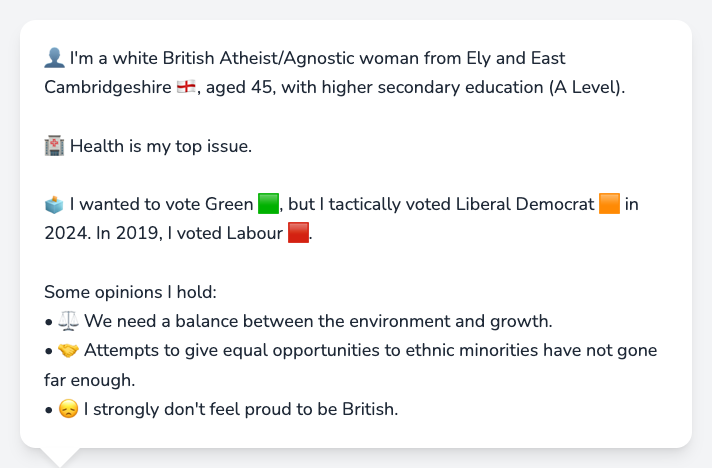 👤 I'm a white British Atheist/Agnostic woman from Ely and East
Cambridgeshire 🏴󠁧󠁢󠁥󠁮󠁧󠁿, aged 45, with higher secondary education (A Level).
🏥 Health is my top issue.
🗳️ I wanted to vote Green 🟩, but I tactically voted Liberal Democrat 🟧 in
2024. In 2019, I voted Labour 🟥.
Some opinions I hold:
• ⚖️ We need a balance between the environment and growth.
• 🤝 Attempts to give equal opportunities to ethnic minorities have not gone
far enough.
• 😞 I strongly don't feel proud to be British.